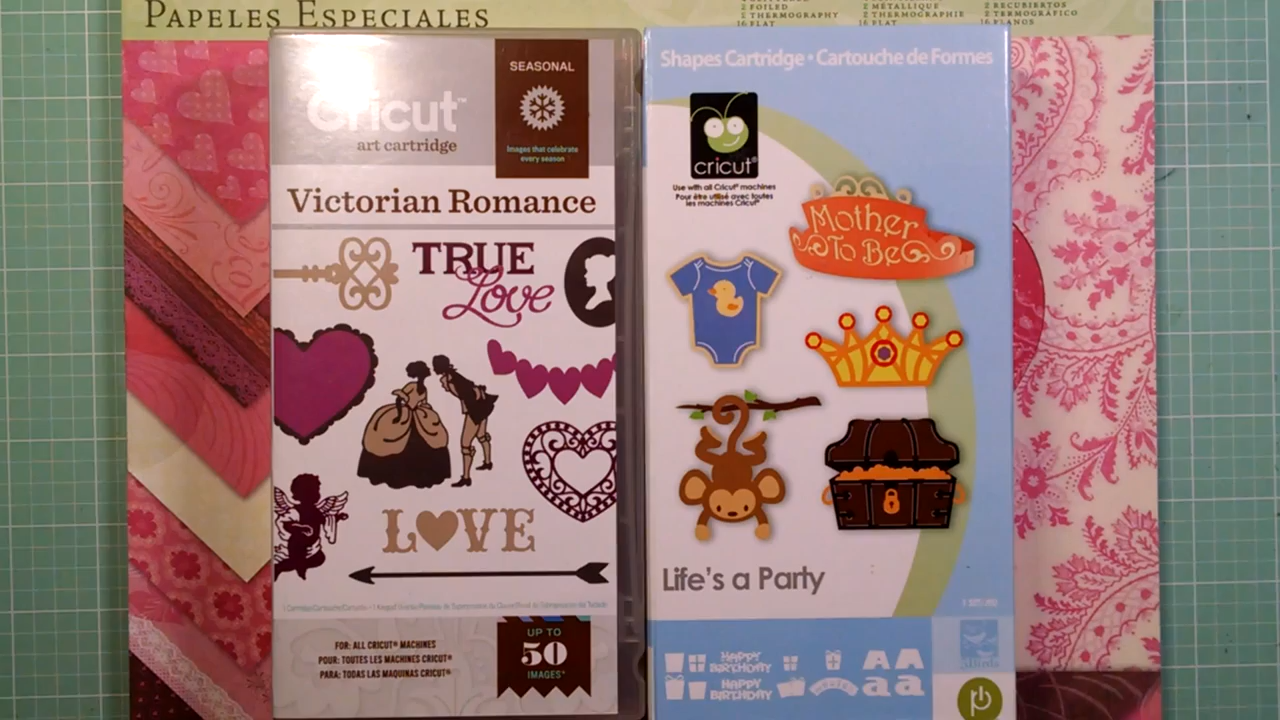 PAPELES ESPECIALES
2 FOILED
2 THERMOGRAPHY
16 FLAT
2 MÉTALLIQUE
2 THERMOGRAPHIE
16 PLAT
2 RECUBIERTOS
2 TERMOGRÁFICO
16 PLANOS
Cricut™
art cartridge
SEASONAL
Images that celebrate
every season
Victorian Romance
TRUE
Love
LOVE
FOR: ALL CRICUT® MACHINES
POUR: TOUTES LES MACHINES CRICUT®
PARA: TODAS LAS MAQUINAS CRICUT®
UP TO
50
IMAGES*
Shapes Cartridge • Cartouche de Formes
cricut®
Use with all Cricut® machines
Pour être utilisé avec toutes
les machines Cricut®
Mother
To Be
Life's a Party
HAPPY
BIRTHDAY
HAPPY
BIRTHDAY
AA
aa